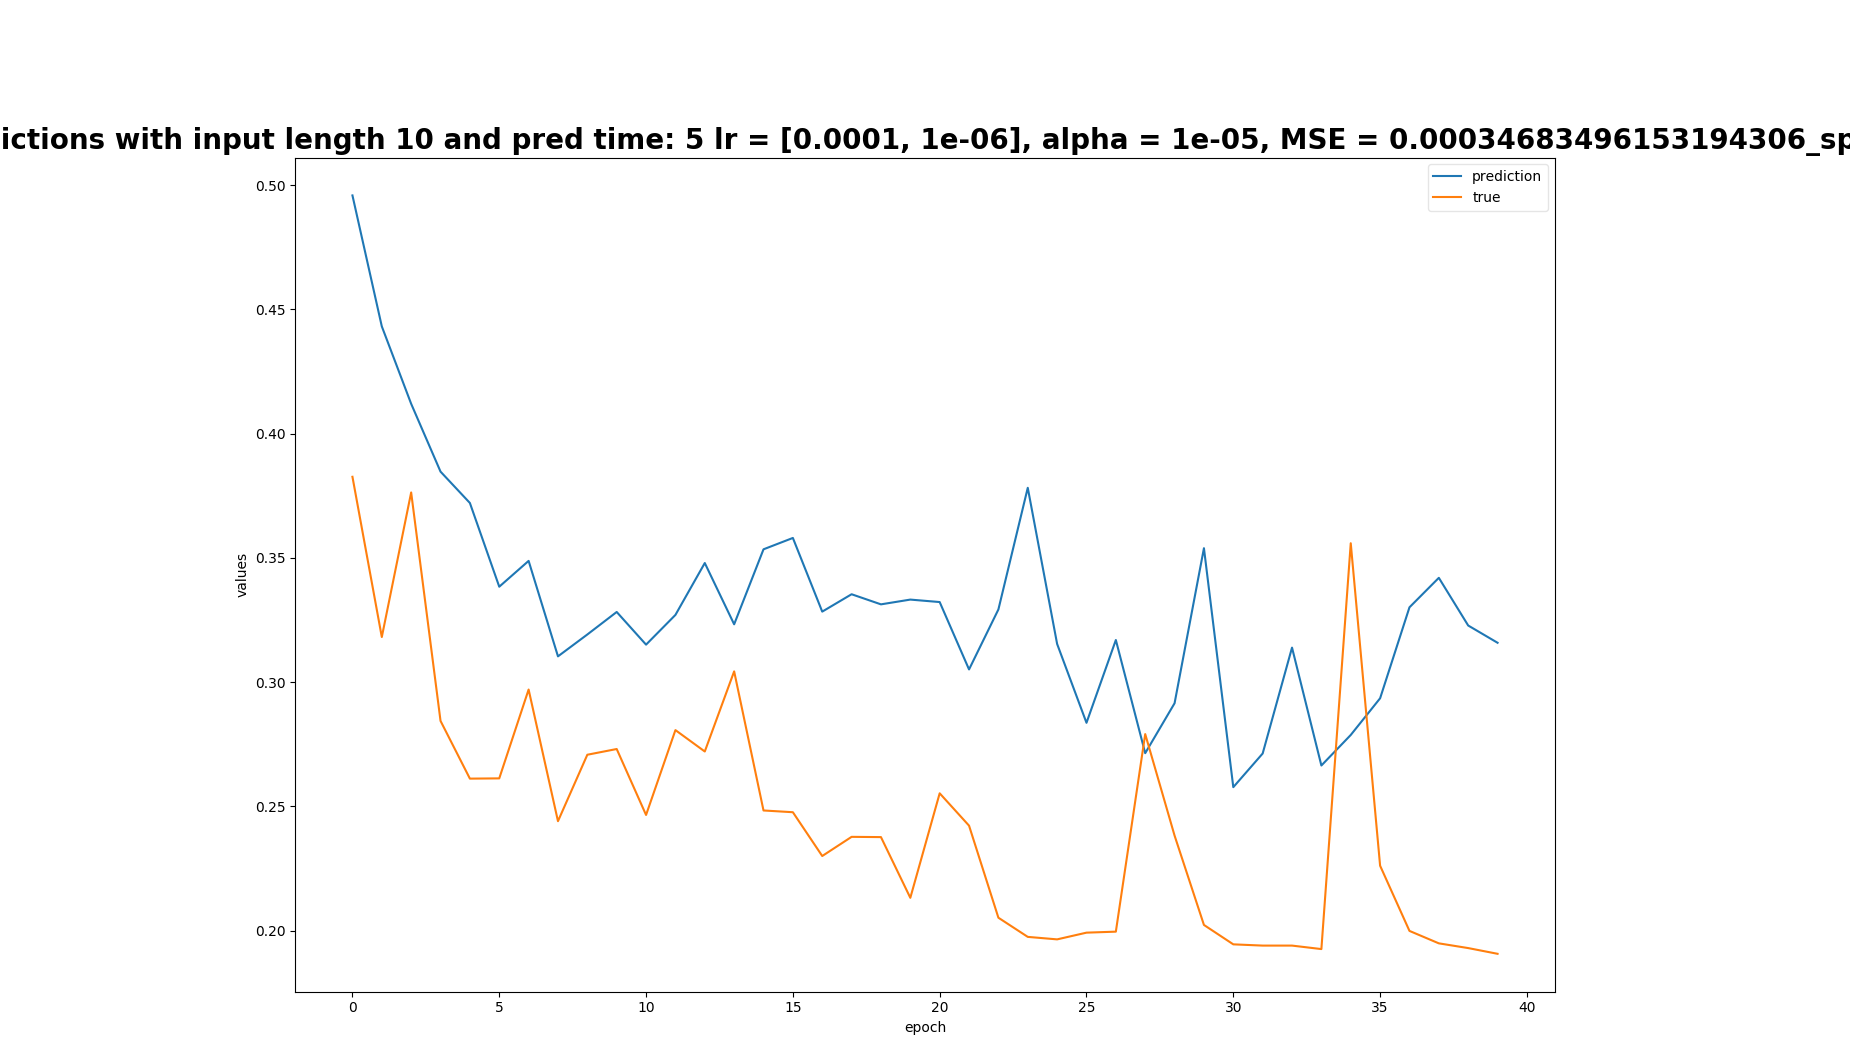 ictions with input length 10 and pred time: 5 lr = [0.0001, 1e-06], alpha = 1e-05, MSE = 0.00034683496153194306_sp
prediction
true
0.50
0.45
0.40
0.35
0.30
0.25
0.20
values
0 5 10 15 20 25 30 35 40
epoch